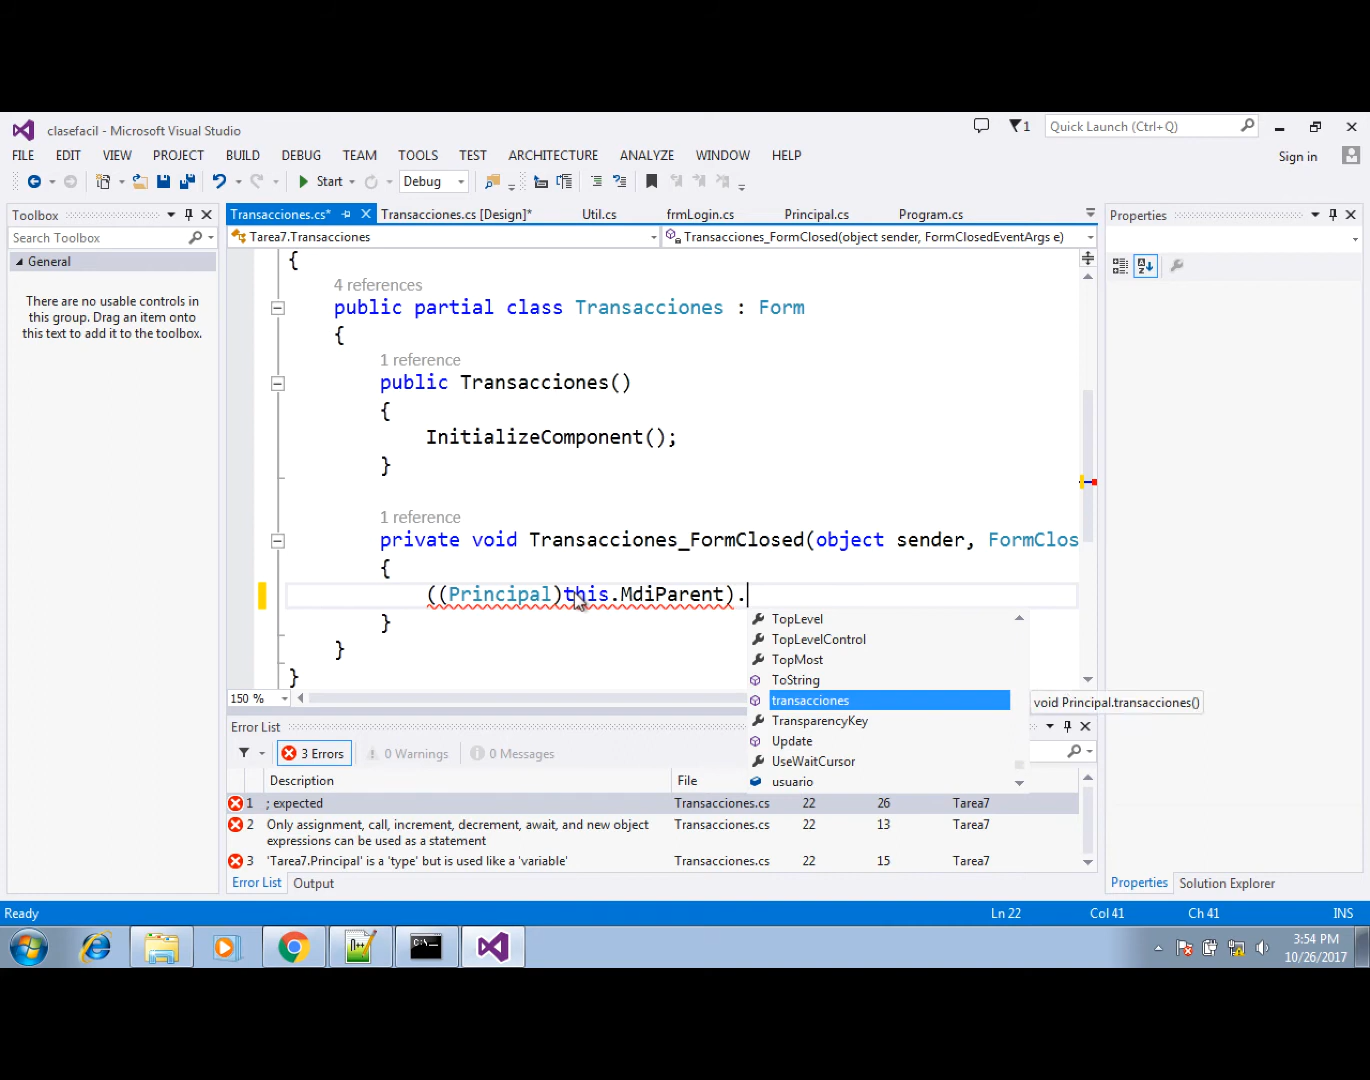 clasefacil - Microsoft Visual Studio
1
Quick Launch (Ctrl+Q)
FILE EDIT VIEW PROJECT BUILD DEBUG TEAM TOOLS TEST ARCHITECTURE ANALYZE WINDOW HELP
Sign in
Start
Debug
Toolbox
Transacciones.cs*
Transacciones.cs [Design]*
Util.cs
frmLogin.cs
Principal.cs
Program.cs
Properties
Search Toolbox
Tarea7.Transacciones
Transacciones_FormClosed(object sender, FormClosedEventArgs e)
General
There are no usable controls in
this group. Drag an item onto
this text to add it to the toolbox.
{
4 references
public partial class Transacciones : Form
{
1 reference
public Transacciones()
{
InitializeComponent();
}
1 reference
private void Transacciones_FormClosed(object sender, FormClos
{
((Principal)this.MdiParent).
}
}
}
TopLevel
TopLevelControl
TopMost
ToString
transacciones
void Principal.transacciones()
TransparencyKey
Update
UseWaitCursor
usuario
150 %
Error List
3 Errors
0 Warnings
0 Messages
Description
File
1 ; expected Transacciones.cs 22 26 Tarea7
2 Only assignment, call, increment, decrement, await, and new object Transacciones.cs 22 13 Tarea7
expressions can be used as a statement
3 'Tarea7.Principal' is a 'type' but is used like a 'variable' Transacciones.cs 22 15 Tarea7
Error List Output
Properties Solution Explorer
Ready
Ln 22
Col 41
Ch 41
INS
C:\
3:54 PM
10/26/2017